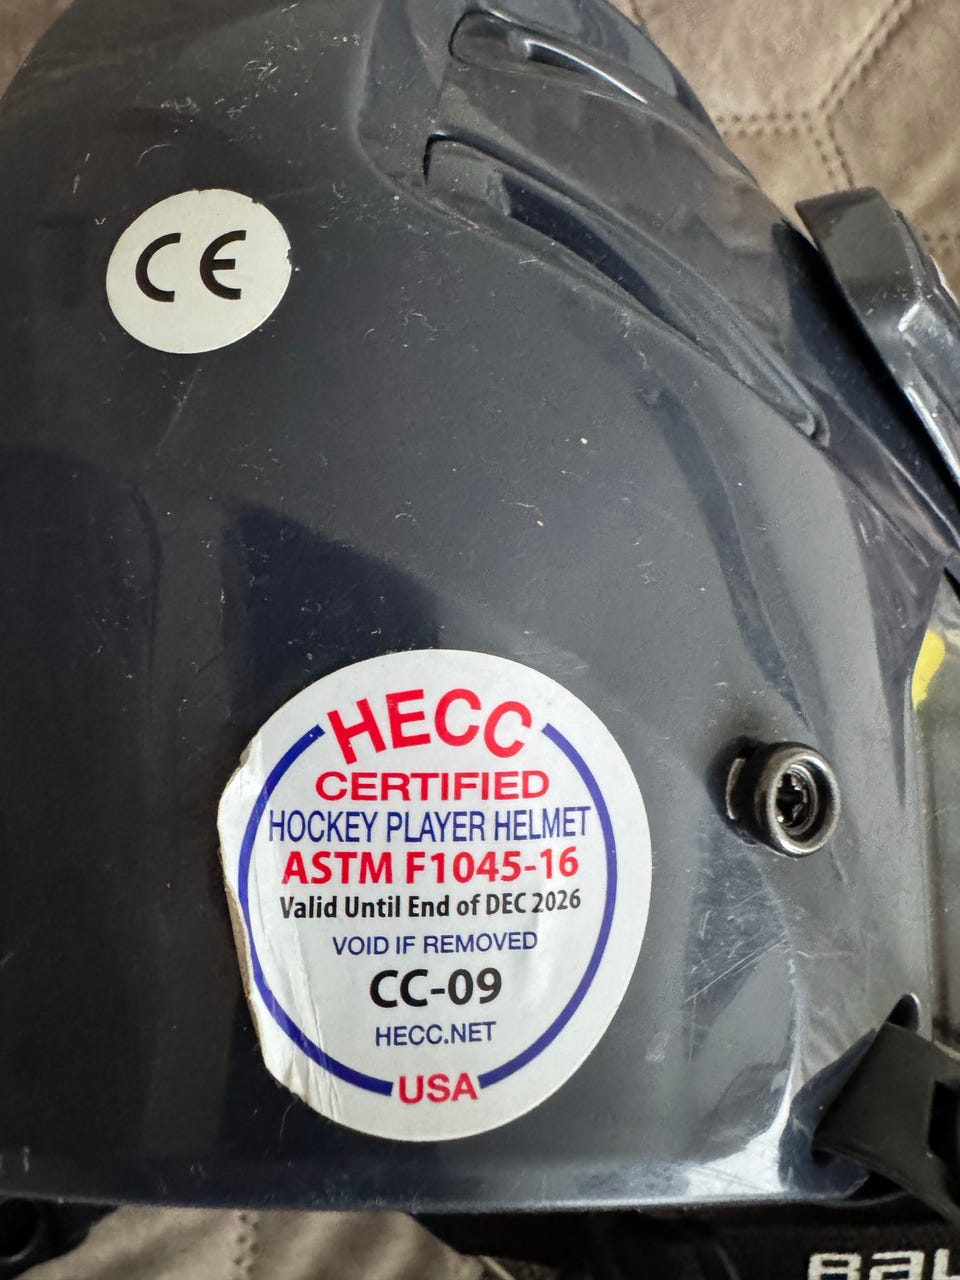 CE
HECC
CERTIFIED
HOCKEY PLAYER HELMET
ASTM F1045-16
Valid Until End of DEC 2026
VOID IF REMOVED
CC-09
HECC.NET
USA